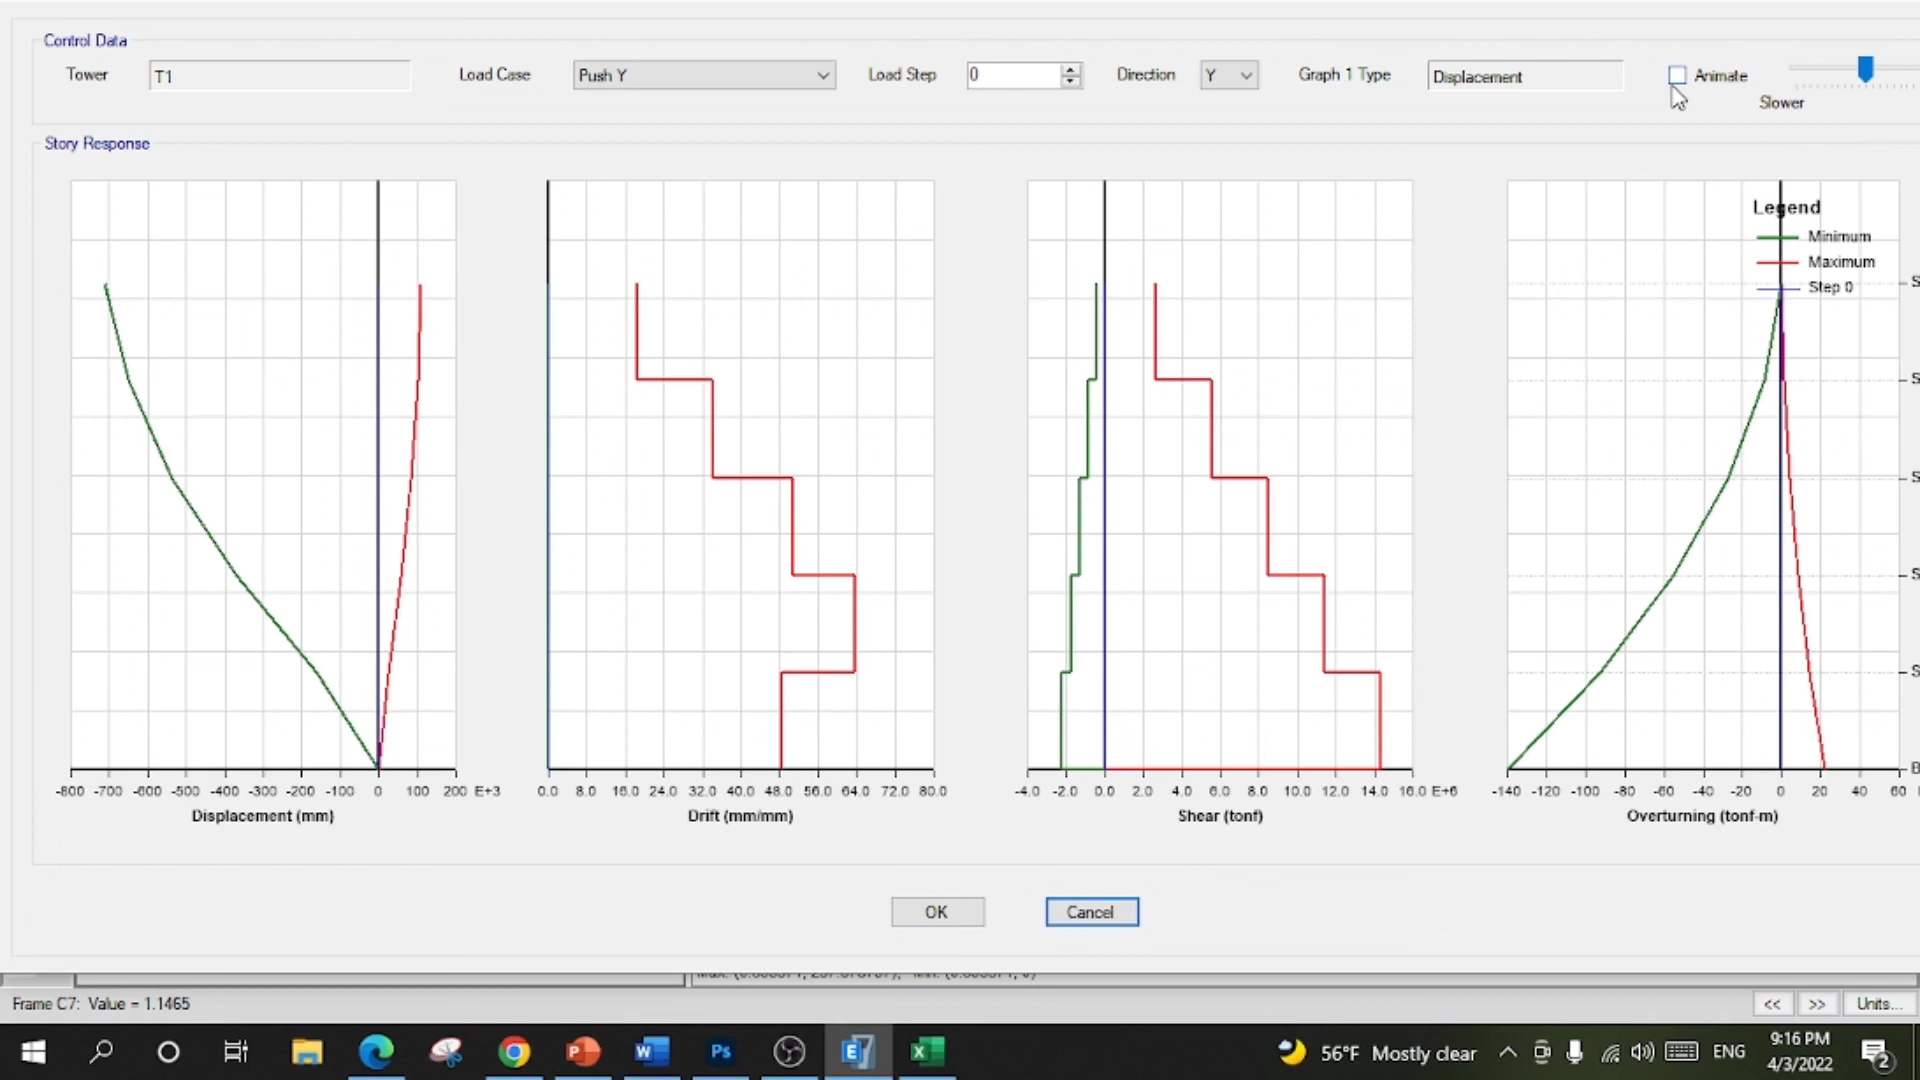 Control Data
Tower T1 Load Case Push Y Load Step 0 Direction Y Graph 1 Type Displacement Animate
Slower
Story Response
Legend
Minimum
Maximum
Step 0
-800 -700 -600 -500 -400 -300 -200 -100 0 100 200 E+3
Displacement (mm)
0.0 8.0 16.0 24.0 32.0 40.0 48.0 56.0 64.0 72.0 80.0
Drift (mm/mm)
-4.0 -2.0 0.0 2.0 4.0 6.0 8.0 10.0 12.0 14.0 16.0 E+6
Shear (tonf)
-140 -120 -100 -80 -60 -40 -20 0 20 40 60
Overturning (tonf-m)
S
S
S
S
S
B
OK Cancel
Frame C7: Value = 1.1465
<< >> Units...
56°F Mostly clear ENG
9:16 PM
4/3/2022
2